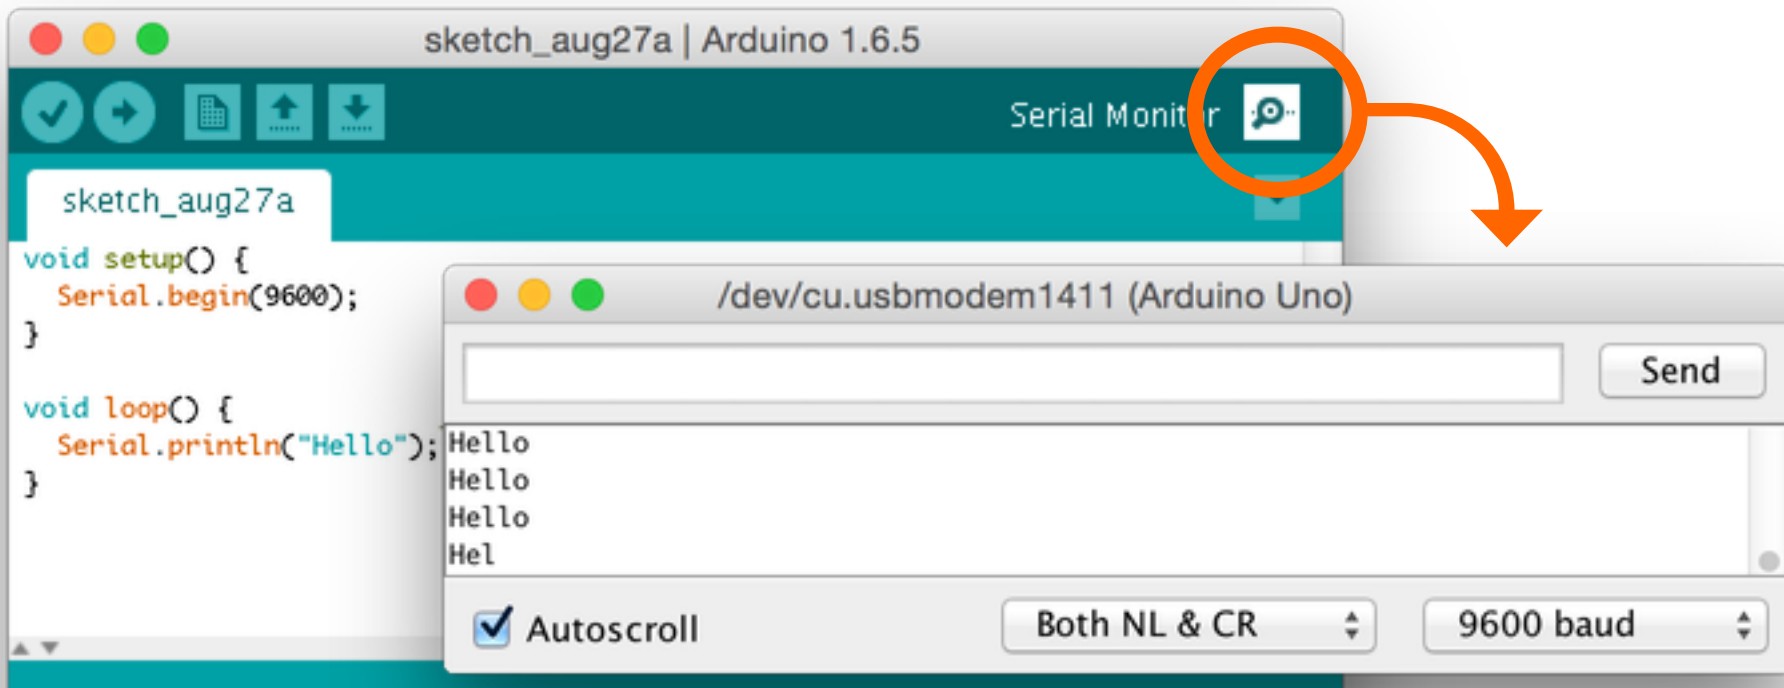 sketch_aug27a | Arduino 1.6.5
Serial Monitor
sketch_aug27a
void setup() {
  Serial.begin(9600);
}
void loop() {
  Serial.println("Hello");
}
/dev/cu.usbmodem1411 (Arduino Uno)
Send
Hello
Hello
Hello
Hel
Autoscroll
Both NL & CR
9600 baud